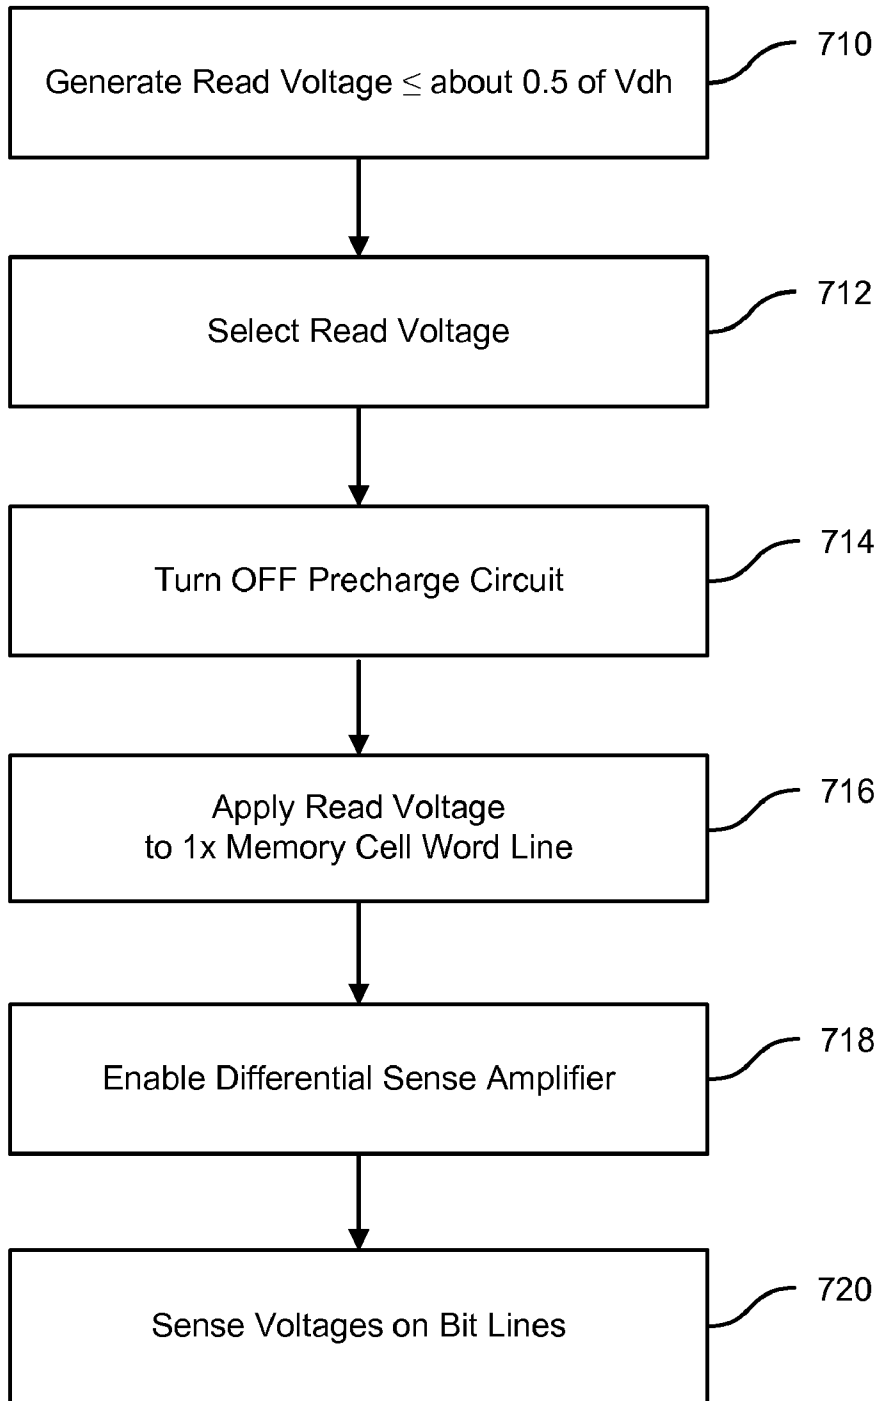 Generate Read Voltage ≤ about 0.5 of Vdh
710
Select Read Voltage
712
Turn OFF Precharge Circuit
714
Apply Read Voltage
to 1x Memory Cell Word Line
716
Enable Differential Sense Amplifier
718
Sense Voltages on Bit Lines
720